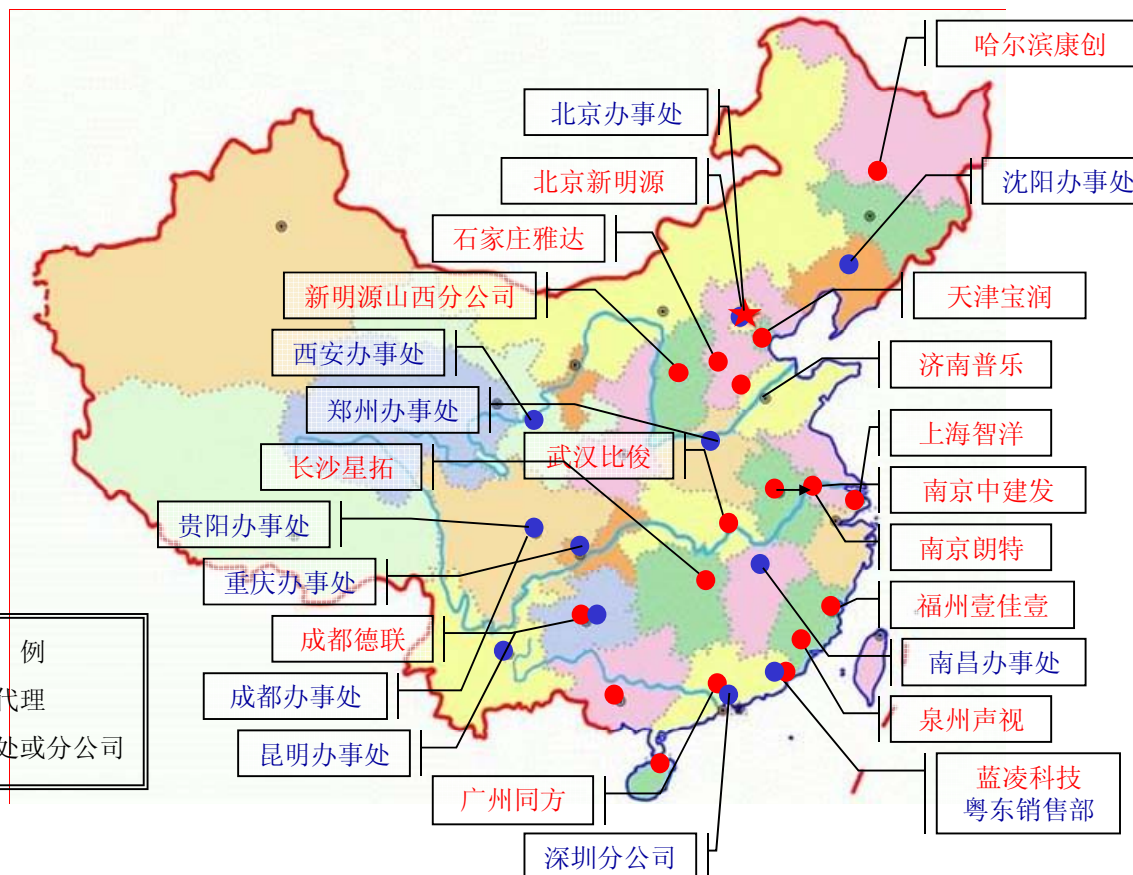 哈尔滨康创
北京办事处
北京新明源
沈阳办事处
石家庄雅达
新明源山西分公司
天津宝润
西安办事处
济南普乐
郑州办事处
上海智洋
长沙星拓
武汉比俊
南京中建发
贵阳办事处
南京朗特
重庆办事处
福州壹佳壹
例
成都德联
南昌办事处
代理
成都办事处
泉州声视
处或分公司
昆明办事处
蓝凌科技
粤东销售部
广州同方
深圳分公司